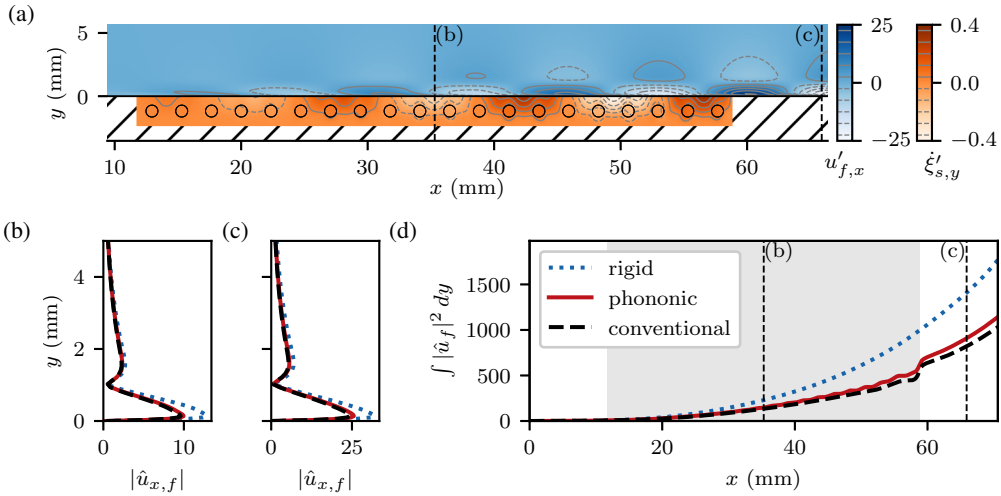 (a)
5
0
y (mm)
(b)
(c)
10
20
30
40
50
60
x (mm)
25
0
−25
u′f,x
0.4
0.0
−0.4
ξ̇′s,y
(b)
4
2
0
y (mm)
0
10
|ûx,f|
(c)
0
25
|ûx,f|
(d)
1500
1000
500
0
∫ |ûf|² dy
rigid
phononic
conventional
(b)
(c)
0
20
40
60
x (mm)